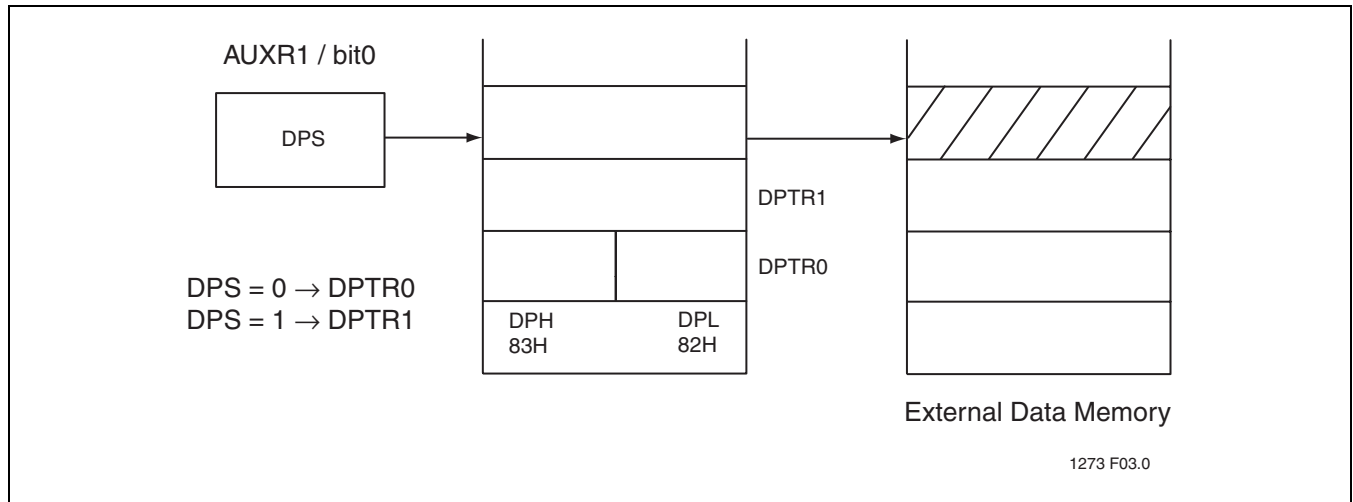 AUXR1 / bit0
DPS
DPTR1
DPTR0
DPS = 0 → DPTR0
DPS = 1 → DPTR1
DPH DPL
83H 82H
External Data Memory
1273 F03.0